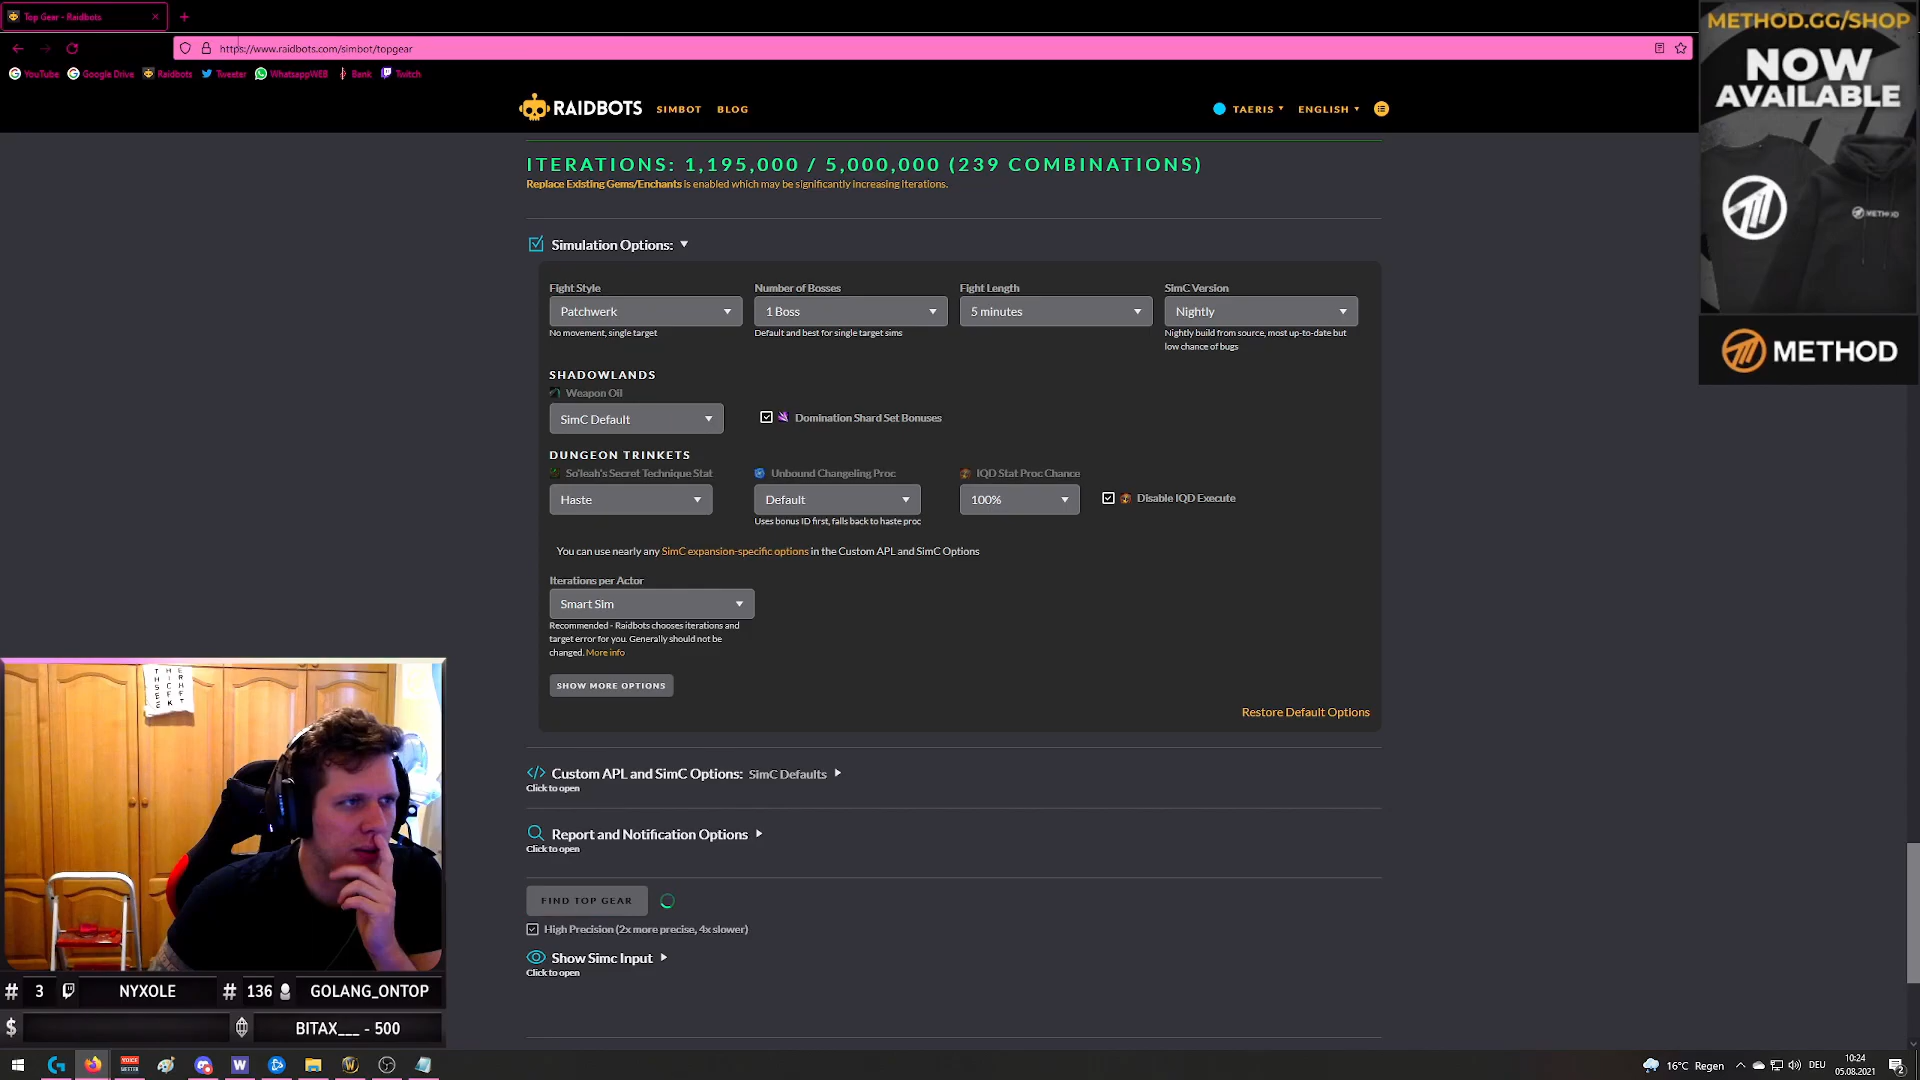 Top Gear - Raidbots
https://www.raidbots.com/simbot/topgear
YouTube Google Drive Raidbots Tweeter WhatsappWEB Bank Twitch
METHOD.GG/SHOP
NOW
AVAILABLE
METHOD
METHOD
RAIDBOTS SIMBOT BLOG TAERIS ENGLISH
ITERATIONS: 1,195,000 / 5,000,000 (239 COMBINATIONS)
Replace Existing Gems/Enchants is enabled which may be significantly increasing iterations.
Simulation Options:
Fight Style Number of Bosses Fight Length SimC Version
Patchwerk 1 Boss 5 minutes Nightly
No movement, single target Default and best for single target sims Nightly build from source, most up-to-date but
low chance of bugs
SHADOWLANDS
Weapon Oil
SimC Default Domination Shard Set Bonuses
DUNGEON TRINKETS
So'leah's Secret Technique Stat Unbound Changeling Proc IQD Stat Proc Chance
Haste Default 100% Disable IQD Execute
Uses bonus ID first, falls back to haste proc
You can use nearly any SimC expansion-specific options in the Custom APL and SimC Options
Iterations per Actor
Smart Sim
Recommended - Raidbots chooses iterations and
target error for you. Generally should not be
changed. More info
SHOW MORE OPTIONS
Restore Default Options
Custom APL and SimC Options: SimC Defaults
Click to open
Report and Notification Options
Click to open
FIND TOP GEAR
High Precision (2x more precise, 4x slower)
Show Simc Input
Click to open
# 3 NYXOLE # 136 GOLANG_ONTOP
$ BITAX___ - 500
16°C Regen DEU 10:24
05.08.2021 2